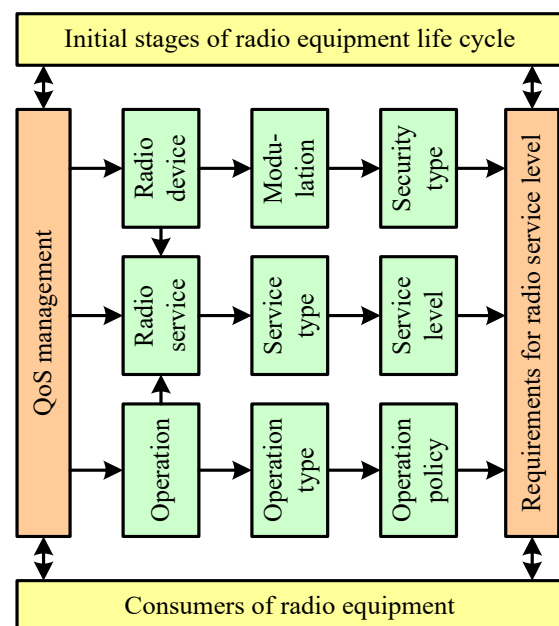 Initial stages of radio equipment life cycle
QoS management
Radio
device
Modu-
lation
Security
type
Radio
service
Service
type
Service
level
Operation
Operation
type
Operation
policy
Requirements for radio service level
Consumers of radio equipment